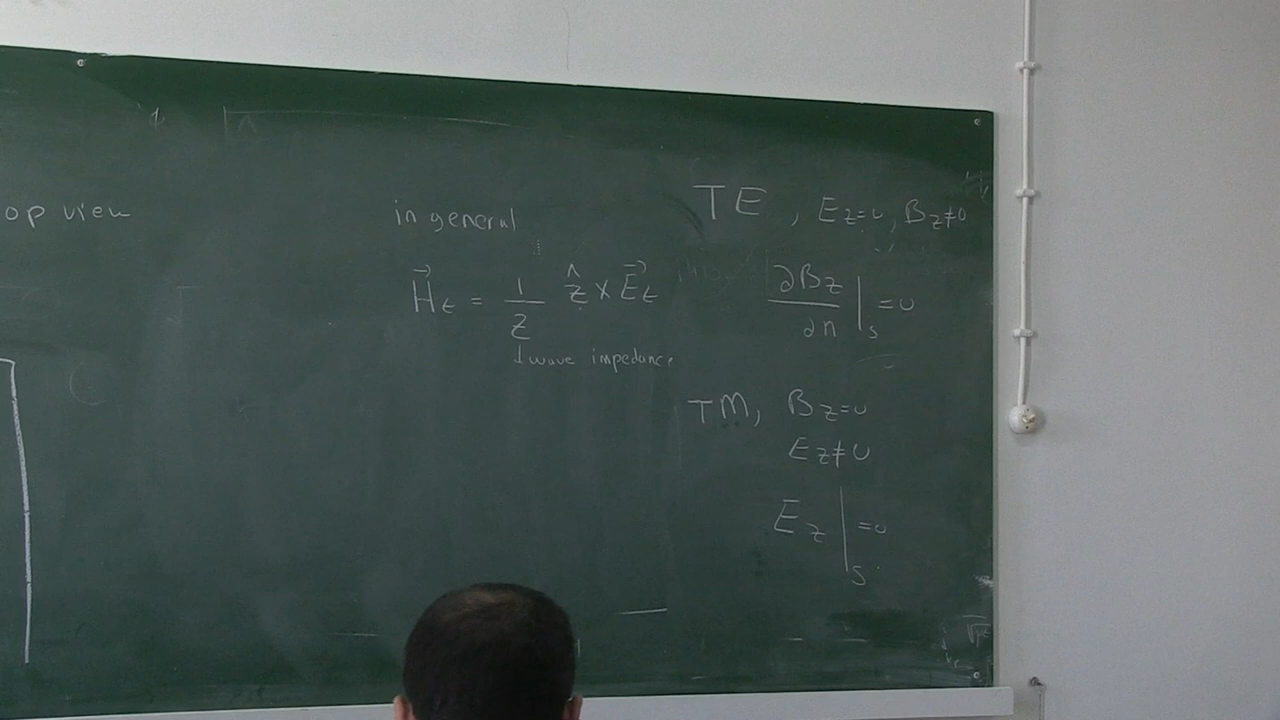 op view
in general
H⃗t = 1/Z ẑ × E⃗t
↓ wave impedance
TE, Ez=0, Bz≠0
∂Bz/∂n |s =0
TM, Bz=0
Ez≠0
Ez |s =0